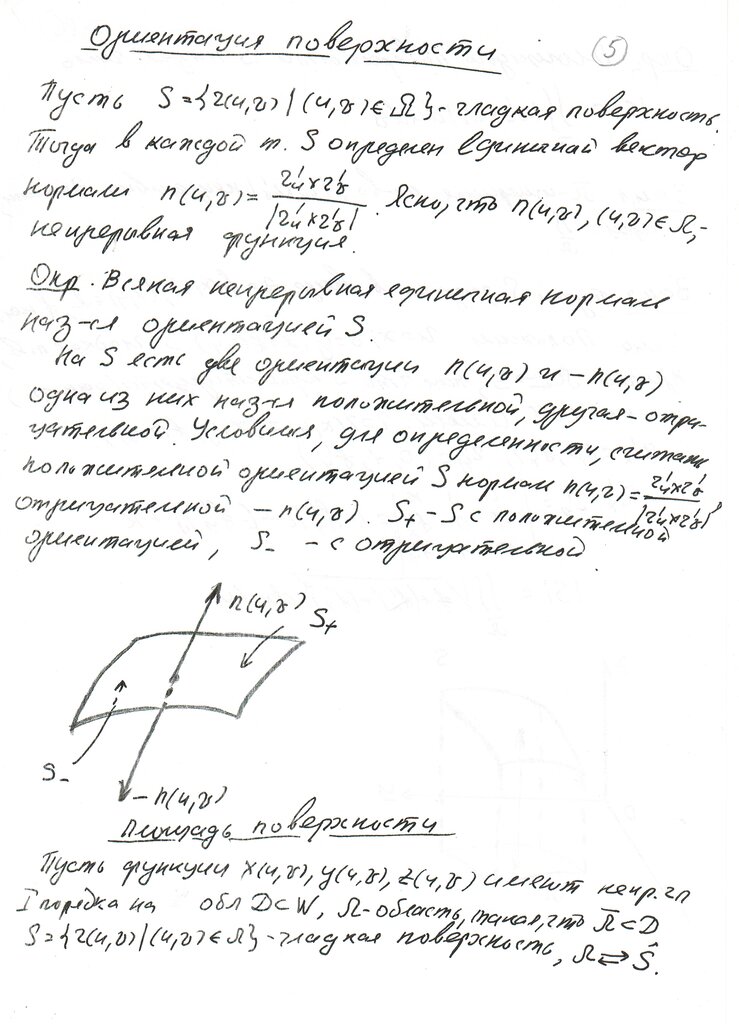 Ориентация поверхности
5
Пусть S={r(u,v)|(u,v)∈Ω̅}-гладкая поверхность.
Тогда в каждой т. S определен единичный вектор
нормали n(u,v)= r'u×r'v / |r'u×r'v| . Ясно, что n(u,v), (u,v)∈Ω,-
непрерывная функция.
Опр. Всякая непрерывная единичная нормаль
наз-ся ориентацией S.
На S есть две ориентации n(u,v) и -n(u,v)
одна из них наз-ся положительной, другая-отри-
цательной. Условимся, для определенности, считать
положительной ориентацией S нормаль n(u,v)= r'u×r'v / |r'u×r'v| ,
отрицательной -n(u,v). S+ - S с положительной
ориентацией, S- - с отрицательной
n(u,v)
S+
S-
-n(u,v)
Площадь поверхности
Пусть функции x(u,v), y(u,v), z(u,v) имеют непр. чп
I порядка на обл D⊂W, Ω-область, такая, что Ω̅⊂D
S={r(u,v)|(u,v)∈Ω}-гладкая поверхность, Ω⇄Ŝ.